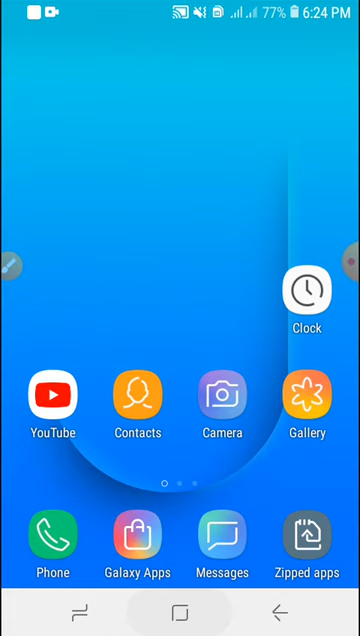 77% 6:24 PM
Clock
YouTube Contacts Camera Gallery
Phone Galaxy Apps Messages Zipped apps